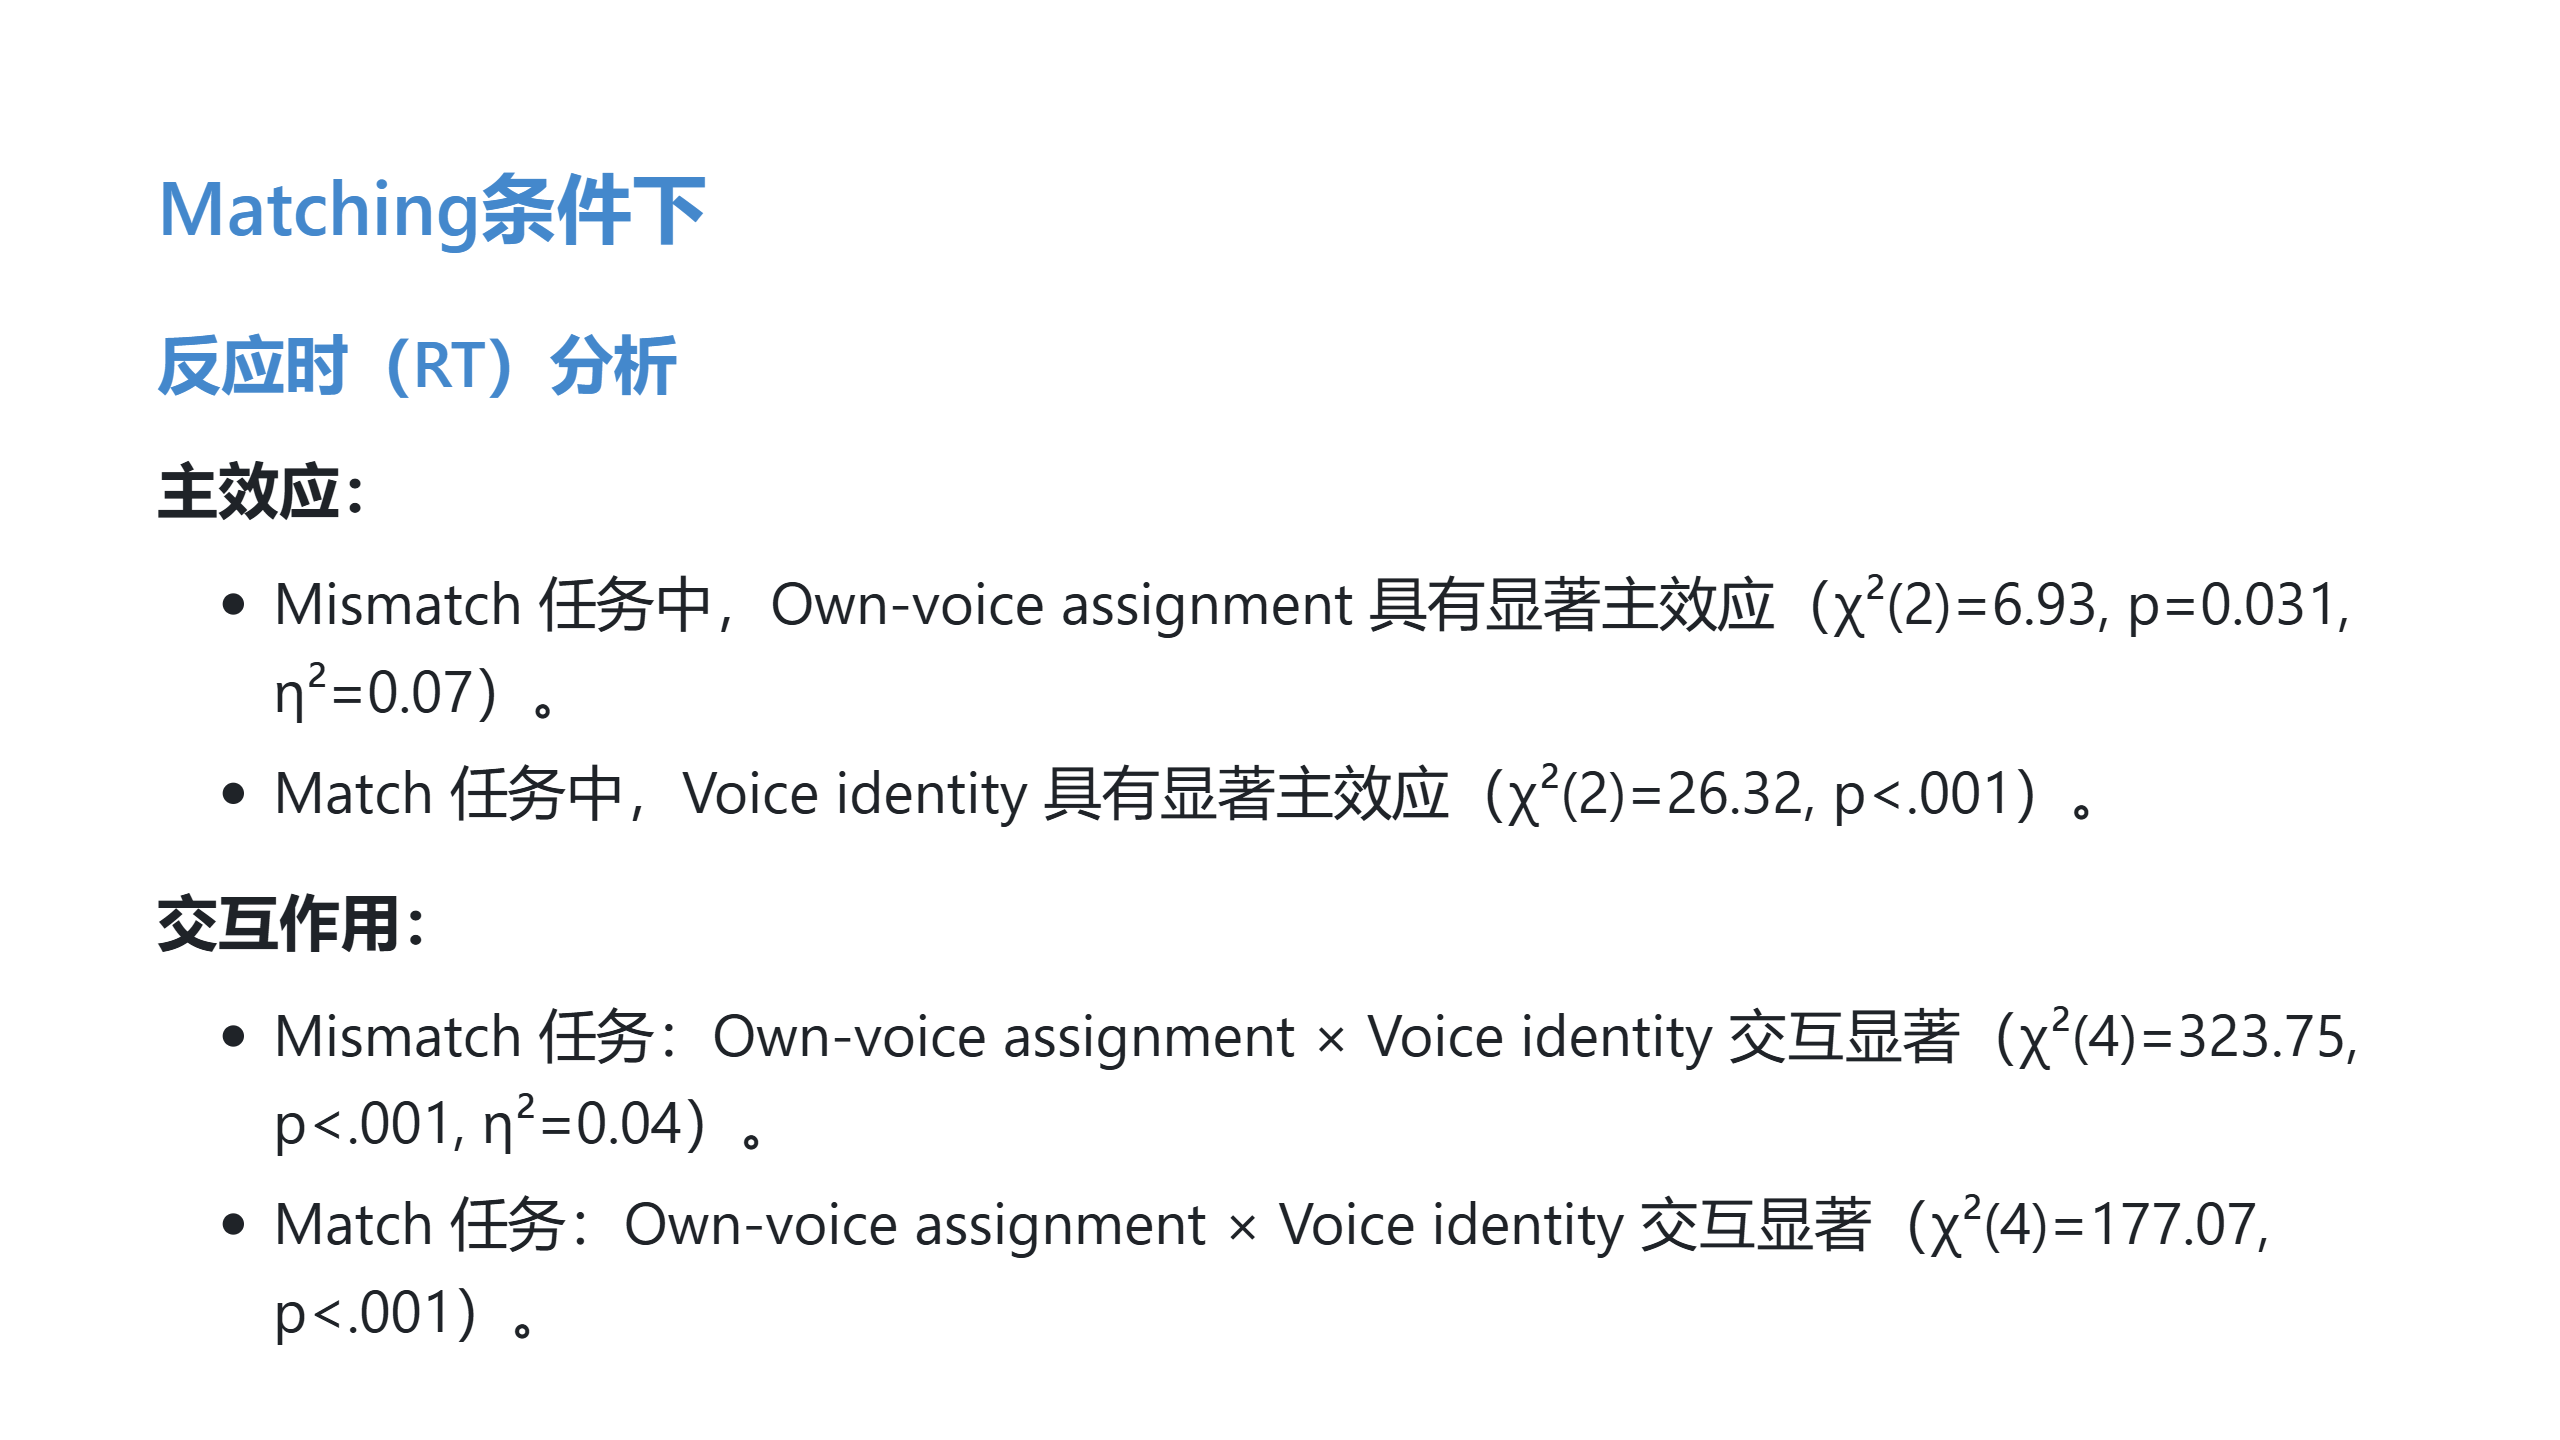 Matching条件下
反应时（RT）分析
主效应：
• Mismatch 任务中，Own-voice assignment 具有显著主效应（χ²(2)=6.93, p=0.031,
η²=0.07）。
• Match 任务中，Voice identity 具有显著主效应（χ²(2)=26.32, p<.001）。
交互作用：
• Mismatch 任务：Own-voice assignment × Voice identity 交互显著（χ²(4)=323.75,
p<.001, η²=0.04）。
• Match 任务：Own-voice assignment × Voice identity 交互显著（χ²(4)=177.07,
p<.001）。